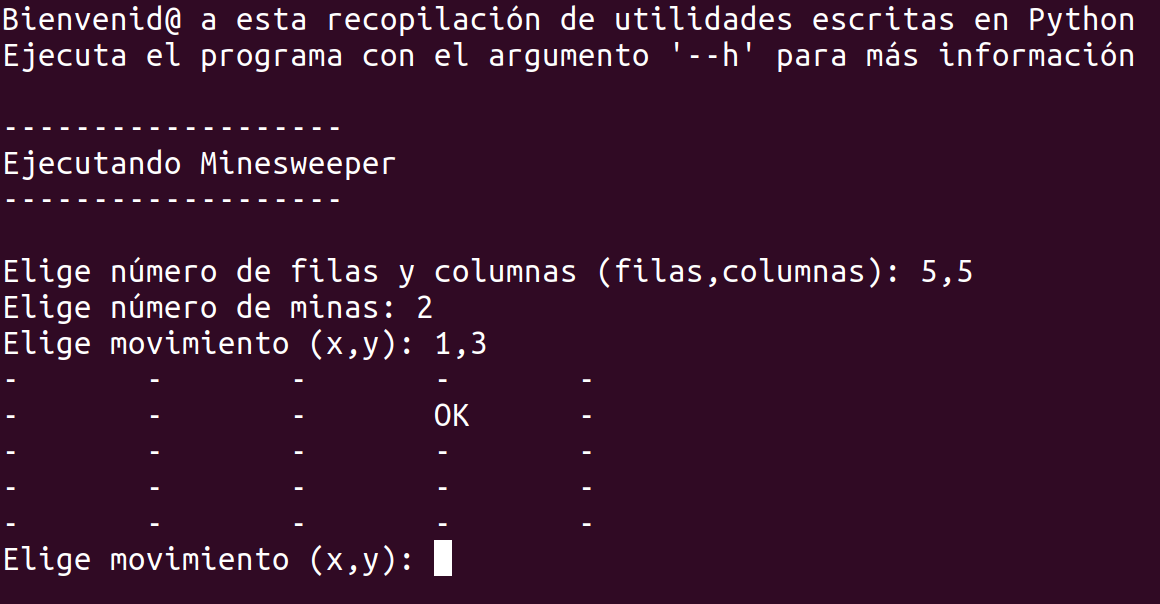 Bienvenid@ a esta recopilación de utilidades escritas en Python
Ejecuta el programa con el argumento '--h' para más información
-------------------
Ejecutando Minesweeper
-------------------
Elige número de filas y columnas (filas,columnas): 5,5
Elige número de minas: 2
Elige movimiento (x,y): 1,3
- - - - -
- - - OK -
- - - - -
- - - - -
- - - - -
Elige movimiento (x,y):